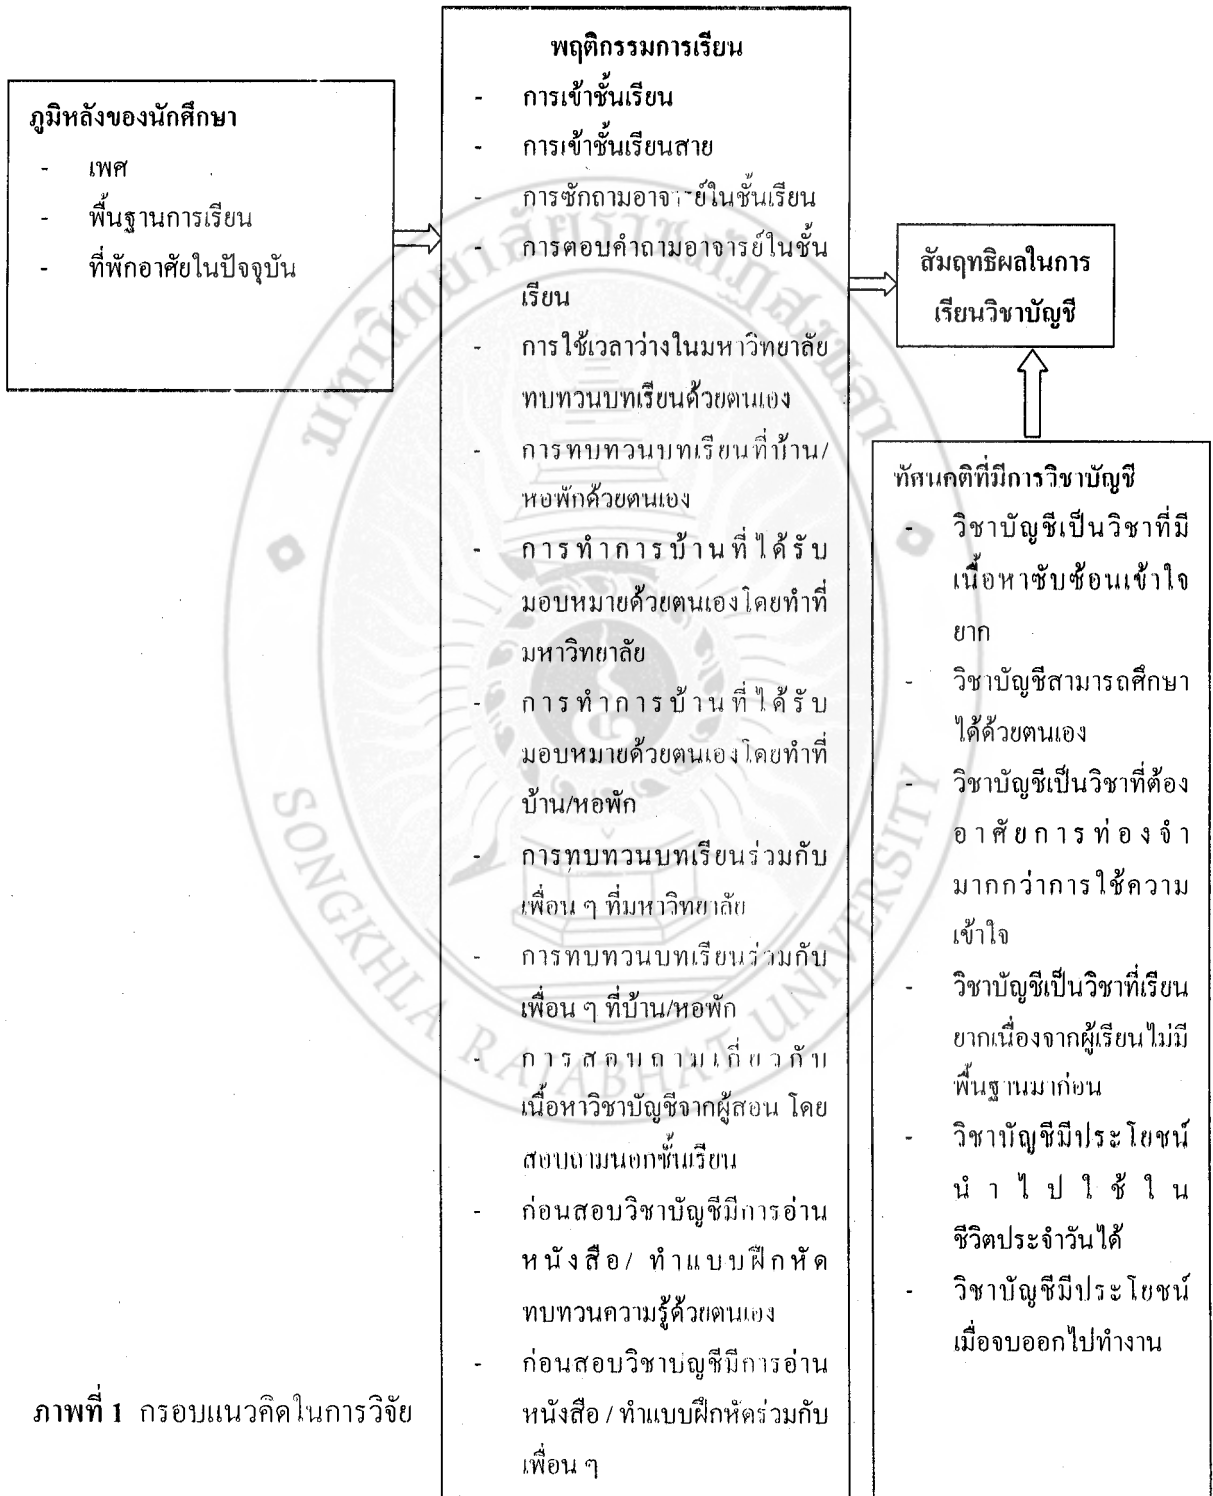 ภูมิหลังของนักศึกษา
- เพศ
- พื้นฐานการเรียน
- ที่พักอาศัยในปัจจุบัน
พฤติกรรมการเรียน
- การเข้าชั้นเรียน
- การเข้าชั้นเรียนสาย
- การซักถามอาจารย์ในชั้นเรียน
- การตอบคำถามอาจารย์ในชั้น
เรียน
- การใช้เวลาว่างในมหาวิทยาลัย
ทบทวนบทเรียนด้วยตนเอง
- การทบทวนบทเรียนที่บ้าน/
หอพักด้วยตนเอง
- การทำการบ้านที่ได้รับ
มอบหมายด้วยตนเองโดยทำที่
มหาวิทยาลัย
- การทำการบ้านที่ได้รับ
มอบหมายด้วยตนเองโดยทำที่
บ้าน/หอพัก
- การทบทวนบทเรียนร่วมกับ
เพื่อน ๆ ที่มหาวิทยาลัย
- การทบทวนบทเรียนร่วมกับ
เพื่อน ๆ ที่บ้าน/หอพัก
- การสอบถามเกี่ยวกับ
เนื้อหาวิชาบัญชีจากผู้สอน โดย
สอบถามนอกชั้นเรียน
- ก่อนสอบวิชาบัญชีมีการอ่าน
หนังสือ/ ทำแบบฝึกหัด
ทบทวนความรู้ด้วยตนเอง
- ก่อนสอบวิชาบัญชีมีการอ่าน
หนังสือ / ทำแบบฝึกหัดร่วมกับ
เพื่อน ๆ
สัมฤทธิผลในการ
เรียนวิชาบัญชี
ทัศนคติที่มีการวิชาบัญชี
- วิชาบัญชีเป็นวิชาที่มี
เนื้อหาซับซ้อนเข้าใจ
ยาก
- วิชาบัญชีสามารถศึกษา
ได้ด้วยตนเอง
- วิชาบัญชีเป็นวิชาที่ต้อง
อาศัยการท่องจำ
มากกว่าการใช้ความ
เข้าใจ
- วิชาบัญชีเป็นวิชาที่เรียน
ยากเนื่องจากผู้เรียนไม่มี
พื้นฐานมาก่อน
- วิชาบัญชีมีประโยชน์
นำไปใช้ใน
ชีวิตประจำวันได้
- วิชาบัญชีมีประโยชน์
เมื่อจบออกไปทำงาน
ภาพที่ 1 กรอบแนวคิดในการวิจัย
มหาวิทยาลัยราชภัฏสงขลา
SONGKHLA RAJABHAT UNIVERSITY